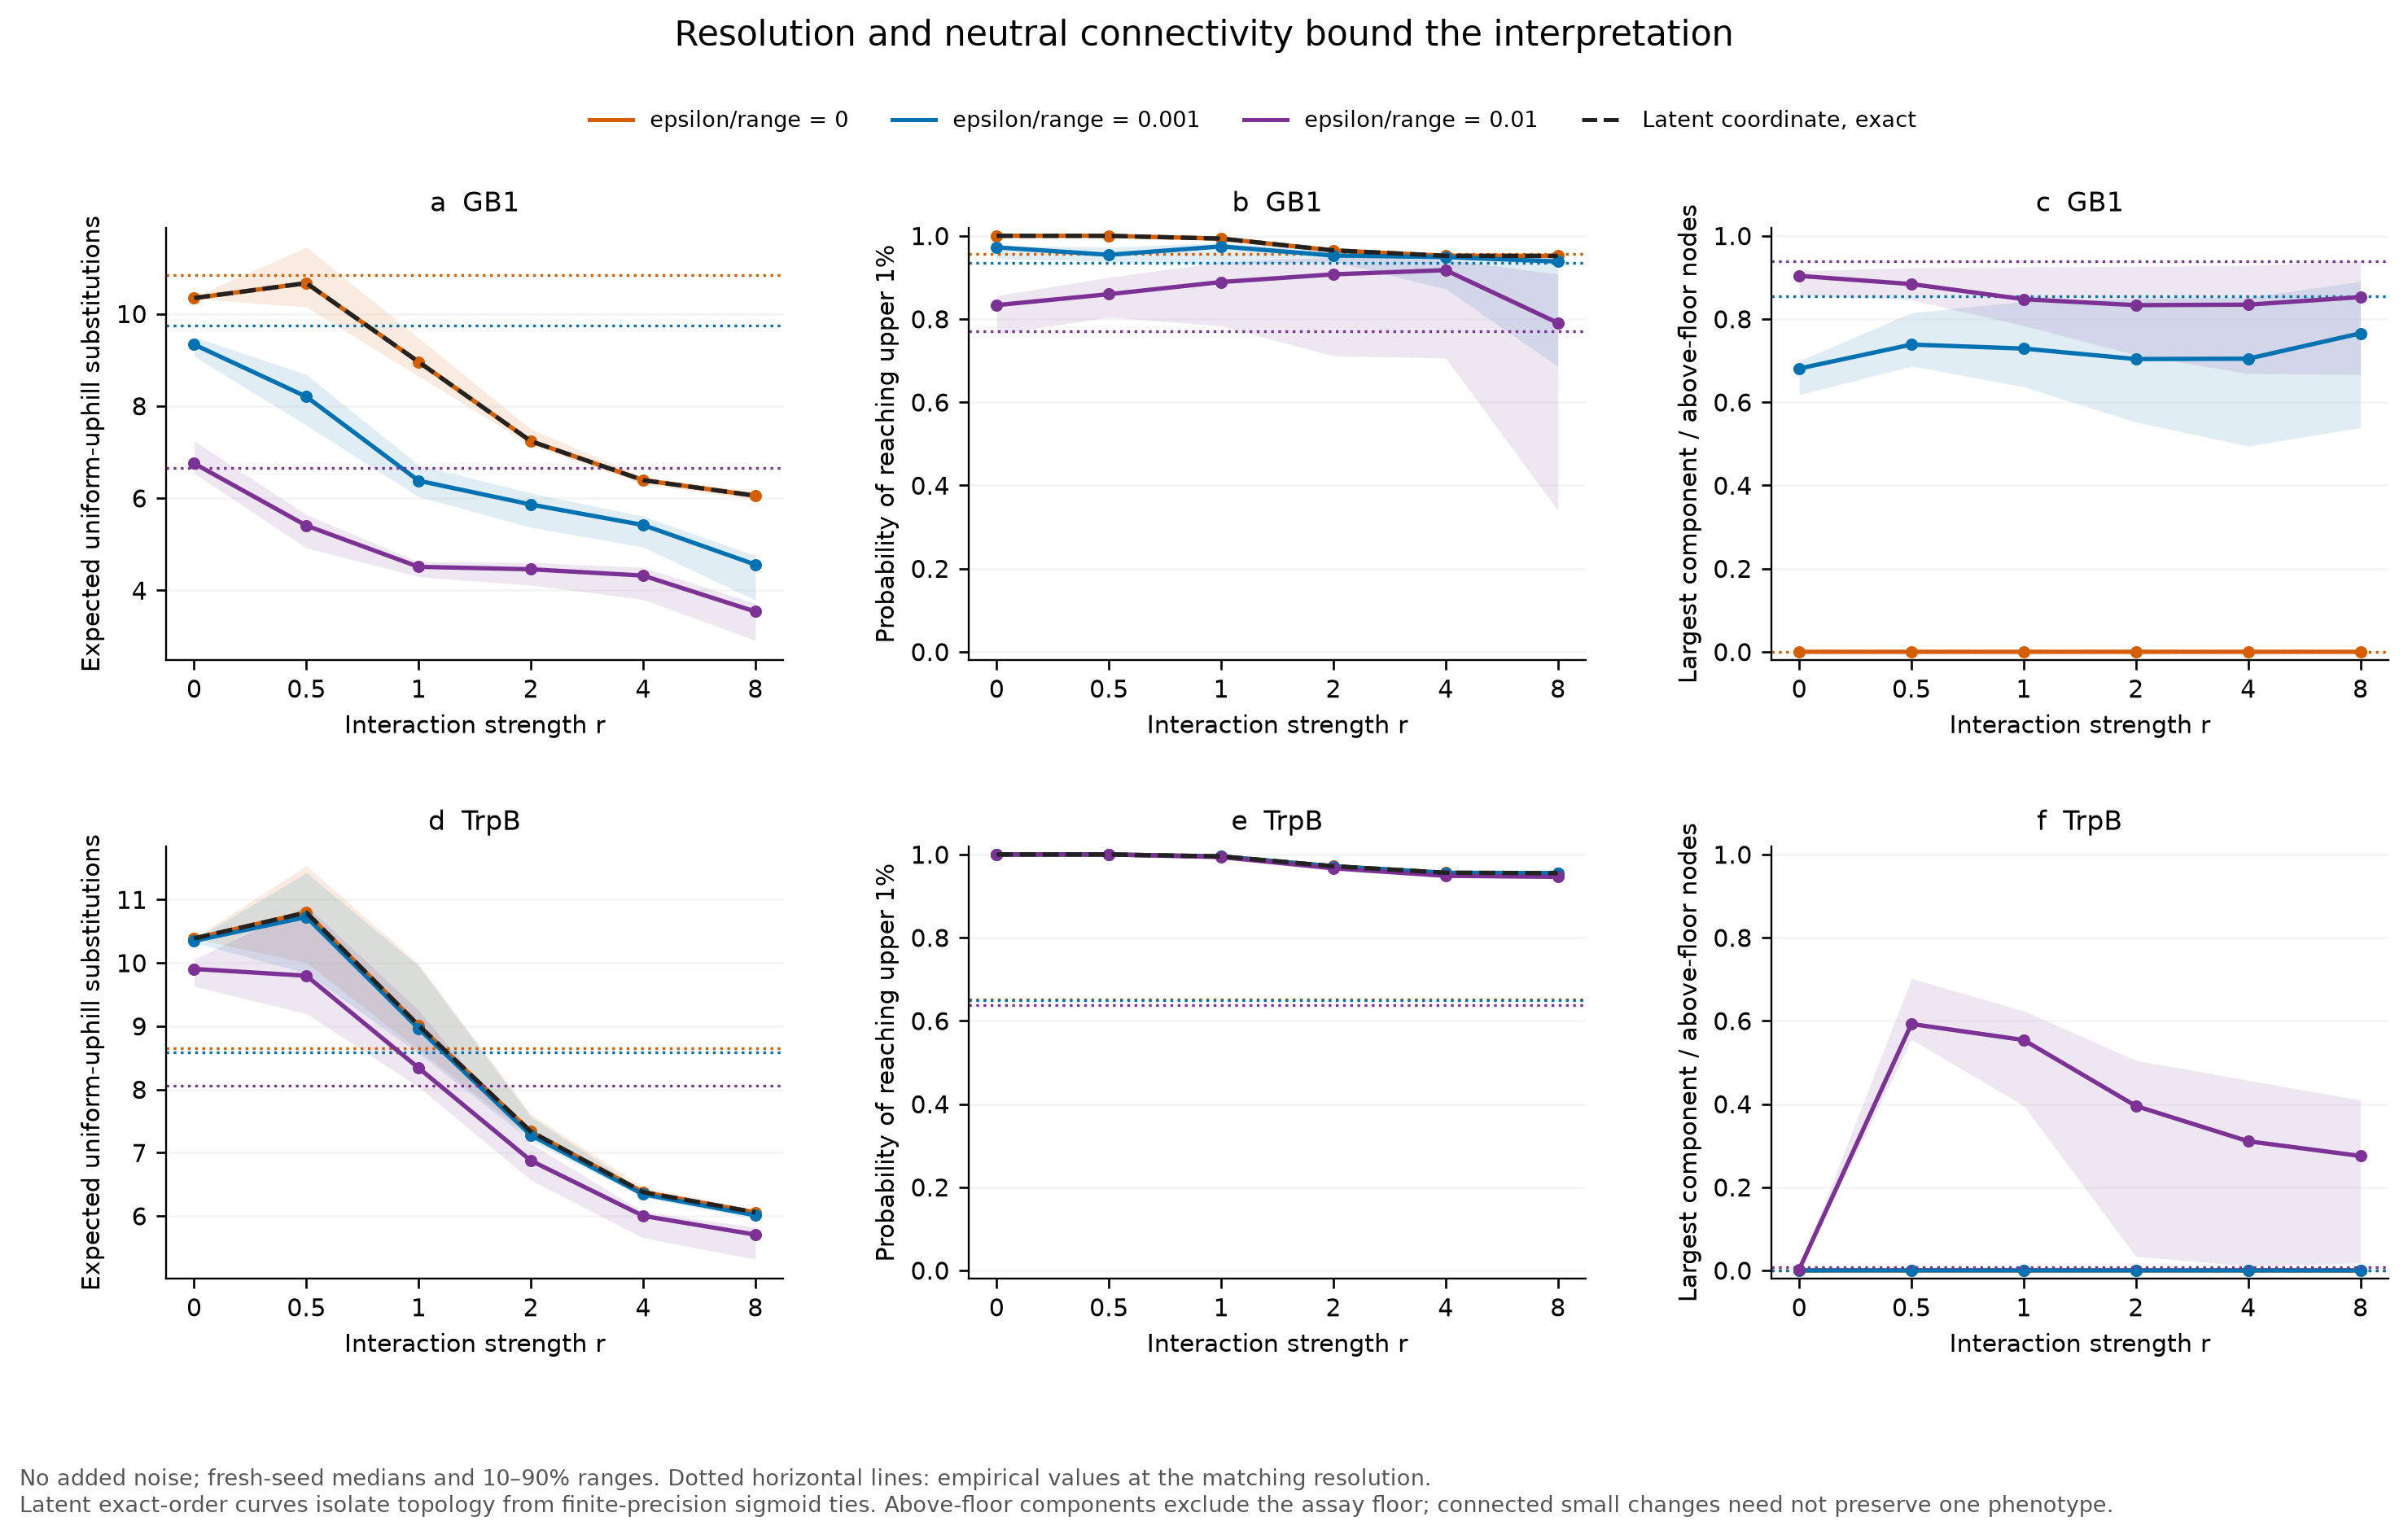 Resolution and neutral connectivity bound the interpretation
epsilon/range = 0
epsilon/range = 0.001
epsilon/range = 0.01
Latent coordinate, exact
a GB1
Expected uniform-uphill substitutions
10
8
6
4
0 0.5 1 2 4 8
Interaction strength r
b GB1
Probability of reaching upper 1%
1.0
0.8
0.6
0.4
0.2
0.0
0 0.5 1 2 4 8
Interaction strength r
c GB1
Largest component / above-floor nodes
1.0
0.8
0.6
0.4
0.2
0.0
0 0.5 1 2 4 8
Interaction strength r
d TrpB
Expected uniform-uphill substitutions
11
10
9
8
7
6
0 0.5 1 2 4 8
Interaction strength r
e TrpB
Probability of reaching upper 1%
1.0
0.8
0.6
0.4
0.2
0.0
0 0.5 1 2 4 8
Interaction strength r
f TrpB
Largest component / above-floor nodes
1.0
0.8
0.6
0.4
0.2
0.0
0 0.5 1 2 4 8
Interaction strength r
No added noise; fresh-seed medians and 10–90% ranges. Dotted horizontal lines: empirical values at the matching resolution.
Latent exact-order curves isolate topology from finite-precision sigmoid ties. Above-floor components exclude the assay floor; connected small changes need not preserve one phenotype.